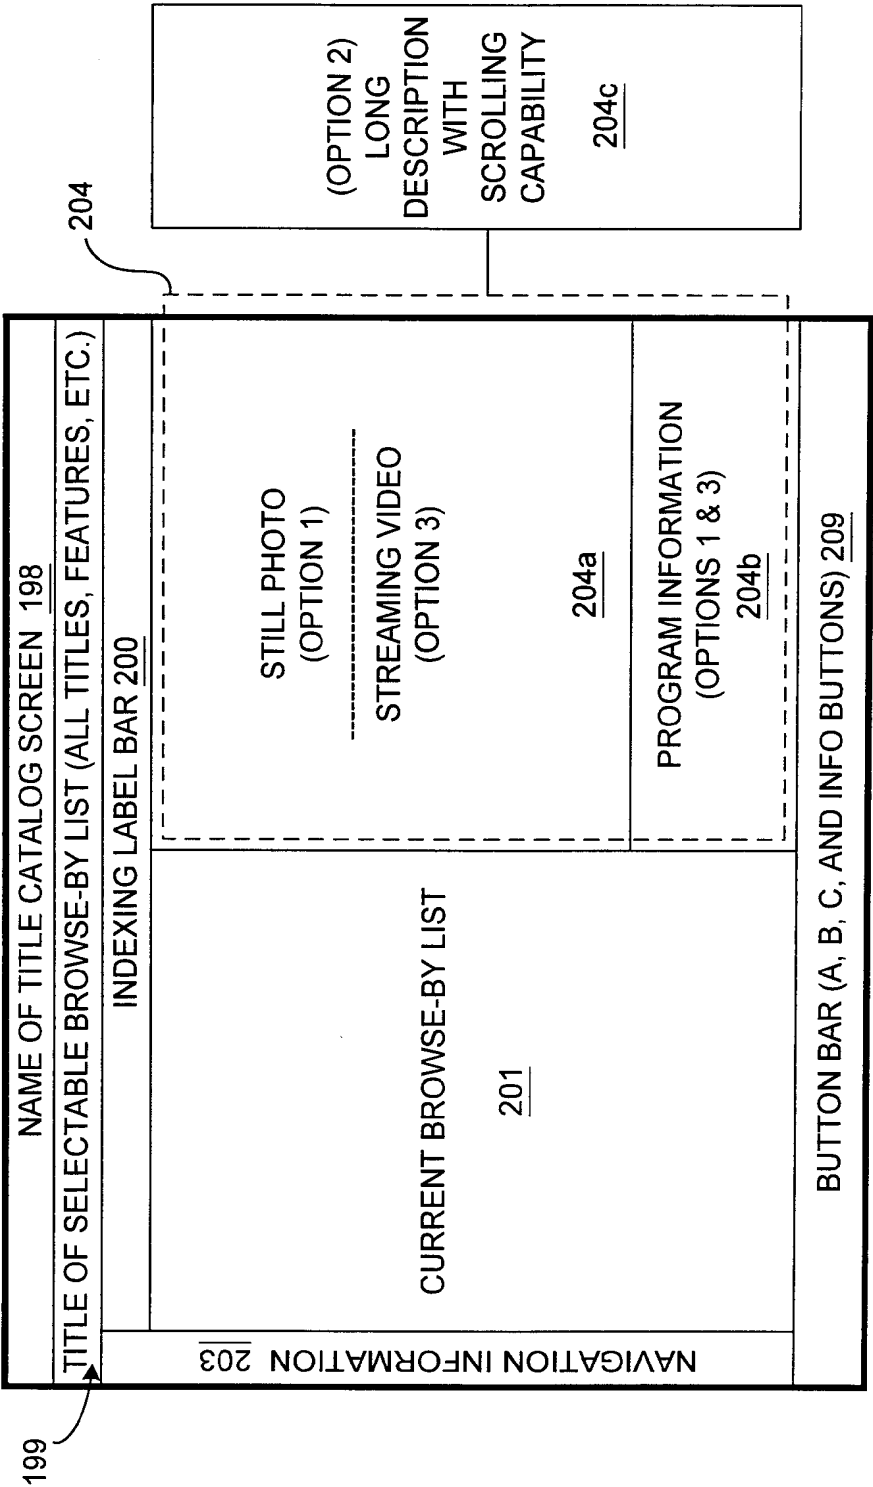 NAME OF TITLE CATALOG SCREEN 198
TITLE OF SELECTABLE BROWSE-BY LIST (ALL TITLES, FEATURES, ETC.)
199
INDEXING LABEL BAR 200
NAVIGATION INFORMATION 203
CURRENT BROWSE-BY LIST
201
204
STILL PHOTO
(OPTION 1)
STREAMING VIDEO
(OPTION 3)
204a
PROGRAM INFORMATION
(OPTIONS 1 & 3)
204b
(OPTION 2)
LONG
DESCRIPTION
WITH
SCROLLING
CAPABILITY
204c
BUTTON BAR (A, B, C, AND INFO BUTTONS) 209